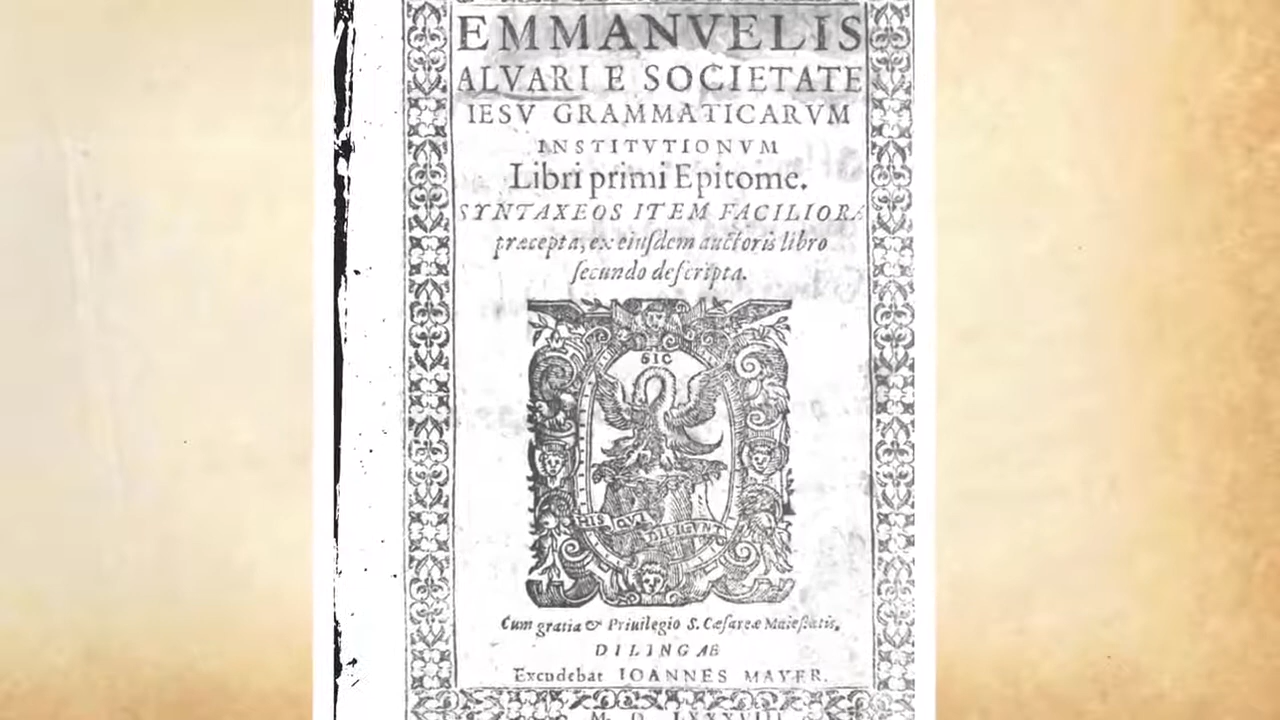 EMMANVELIS
ALVARI E SOCIETATE
IESV GRAMMATICARVM
INSTITVTIONVM
Libri primi Epitome.
SYNTAXEOS ITEM FACILIORA
præcepta, ex eiuſdem auctoris libro
ſecundo deſcripta.
SIC
HIS QVI
DILIGVNT
Cum gratia & Priuilegio S. Cæſareæ Maieſtatis.
DILINGAE
Excudebat IOANNES MAYER.
M. D. LXXXVIII